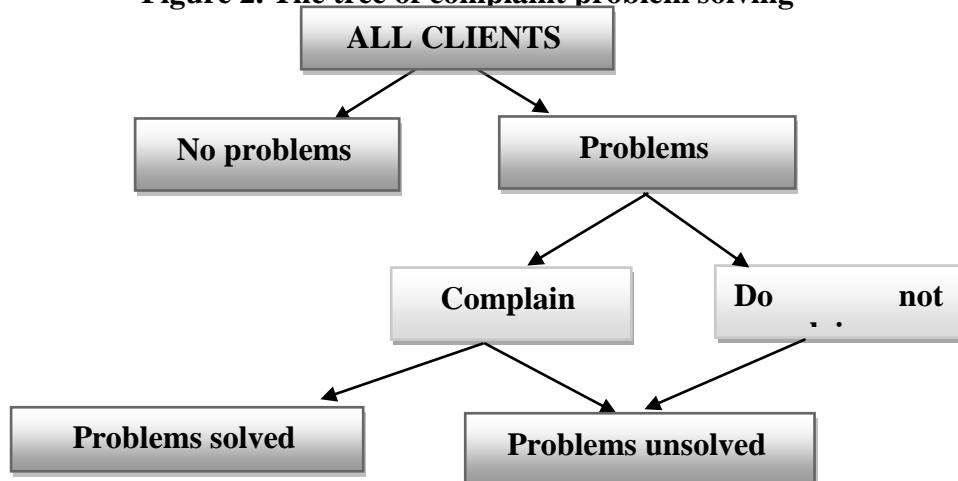 Figure 2. The tree of complaint problem solving
ALL CLIENTS
No problems
Problems
Complain
Do not
Problems solved
Problems unsolved